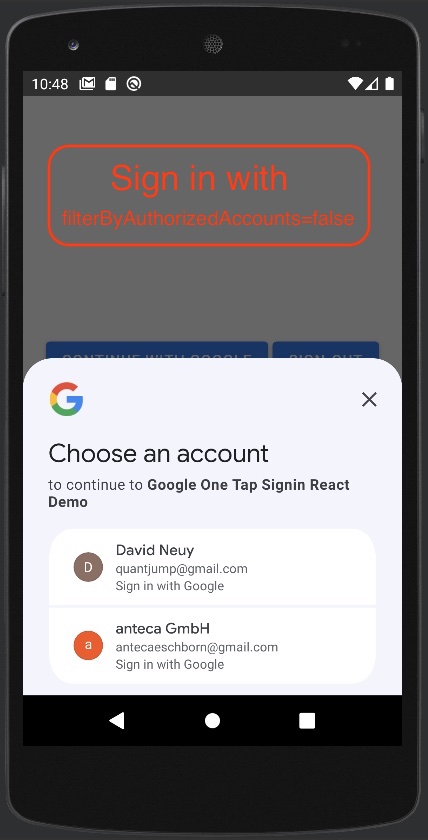 10:48
Sign in with
filterByAuthorizedAccounts=false
CONTINUE WITH GOOGLE SIGN OUT
Choose an account
to continue to Google One Tap Signin React
Demo
D
David Neuy
quantjump@gmail.com
Sign in with Google
a
anteca GmbH
antecaeschborn@gmail.com
Sign in with Google